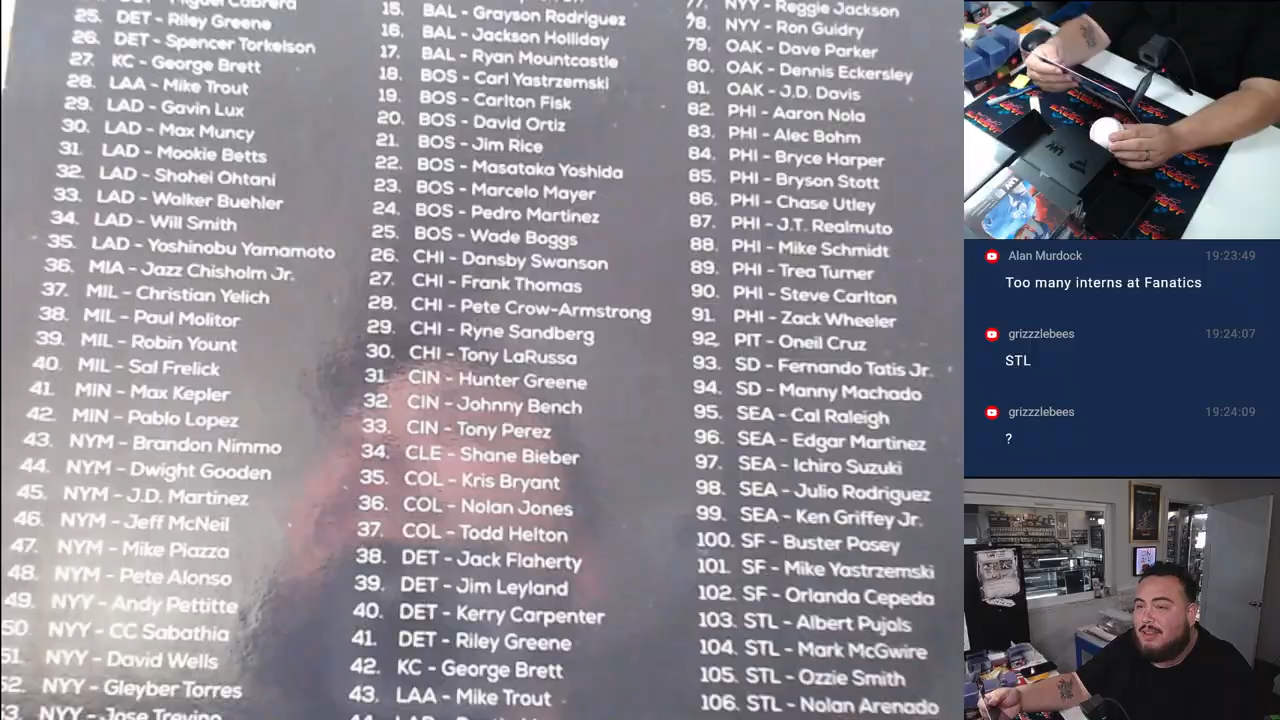 25. DET - Riley Greene
26. DET - Spencer Torkelson
27. KC - George Brett
28. LAA - Mike Trout
29. LAD - Gavin Lux
30. LAD - Max Muncy
31. LAD - Mookie Betts
32. LAD - Shohei Ohtani
33. LAD - Walker Buehler
34. LAD - Will Smith
35. LAD - Yoshinobu Yamamoto
36. MIA - Jazz Chisholm Jr.
37. MIL - Christian Yelich
38. MIL - Paul Molitor
39. MIL - Robin Yount
40. MIL - Sal Frelick
41. MIN - Max Kepler
42. MIN - Pablo Lopez
43. NYM - Brandon Nimmo
44. NYM - Dwight Gooden
45. NYM - J.D. Martinez
46. NYM - Jeff McNeil
47. NYM - Mike Piazza
48. NYM - Pete Alonso
49. NYY - Andy Pettitte
50. NYY - CC Sabathia
51. NYY - David Wells
52. NYY - Gleyber Torres
53. NYY - Jose Trevino
15. BAL - Grayson Rodriguez
16. BAL - Jackson Holliday
17. BAL - Ryan Mountcastle
18. BOS - Carl Yastrzemski
19. BOS - Carlton Fisk
20. BOS - David Ortiz
21. BOS - Jim Rice
22. BOS - Masataka Yoshida
23. BOS - Marcelo Mayer
24. BOS - Pedro Martinez
25. BOS - Wade Boggs
26. CHI - Dansby Swanson
27. CHI - Frank Thomas
28. CHI - Pete Crow-Armstrong
29. CHI - Ryne Sandberg
30. CHI - Tony LaRussa
31. CIN - Hunter Greene
32. CIN - Johnny Bench
33. CIN - Tony Perez
34. CLE - Shane Bieber
35. COL - Kris Bryant
36. COL - Nolan Jones
37. COL - Todd Helton
38. DET - Jack Flaherty
39. DET - Jim Leyland
40. DET - Kerry Carpenter
41. DET - Riley Greene
42. KC - George Brett
43. LAA - Mike Trout
77. NYY - Reggie Jackson
78. NYY - Ron Guidry
79. OAK - Dave Parker
80. OAK - Dennis Eckersley
81. OAK - J.D. Davis
82. PHI - Aaron Nola
83. PHI - Alec Bohm
84. PHI - Bryce Harper
85. PHI - Bryson Stott
86. PHI - Chase Utley
87. PHI - J.T. Realmuto
88. PHI - Mike Schmidt
89. PHI - Trea Turner
90. PHI - Steve Carlton
91. PHI - Zack Wheeler
92. PIT - Oneil Cruz
93. SD - Fernando Tatis Jr.
94. SD - Manny Machado
95. SEA - Cal Raleigh
96. SEA - Edgar Martinez
97. SEA - Ichiro Suzuki
98. SEA - Julio Rodriguez
99. SEA - Ken Griffey Jr.
100. SF - Buster Posey
101. SF - Mike Yastrzemski
102. SF - Orlanda Cepeda
103. STL - Albert Pujols
104. STL - Mark McGwire
105. STL - Ozzie Smith
106. STL - Nolan Arenado
Alan Murdock 19:23:49
Too many interns at Fanatics
grizzzlebees 19:24:07
STL
grizzzlebees 19:24:09
?